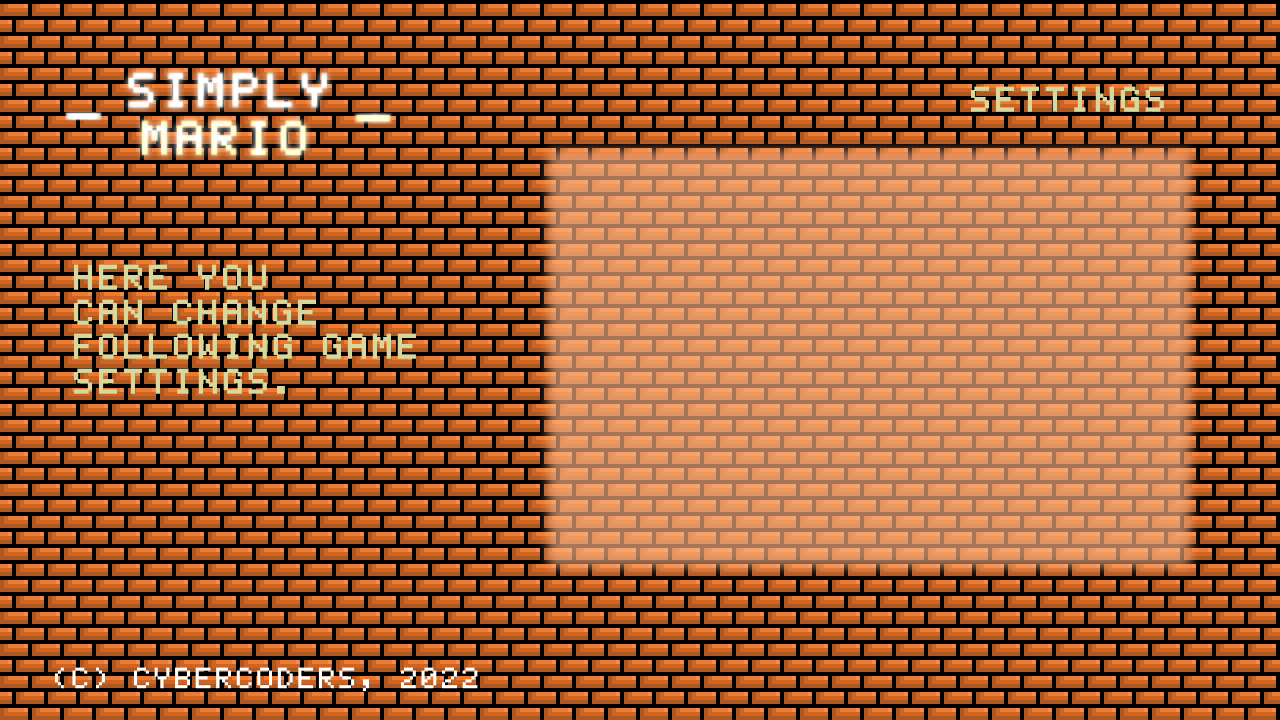 _ SIMPLY _
MARIO
SETTINGS
HERE YOU
CAN CHANGE
FOLLOWING GAME
SETTINGS.
(C) CYBERCODERS, 2022